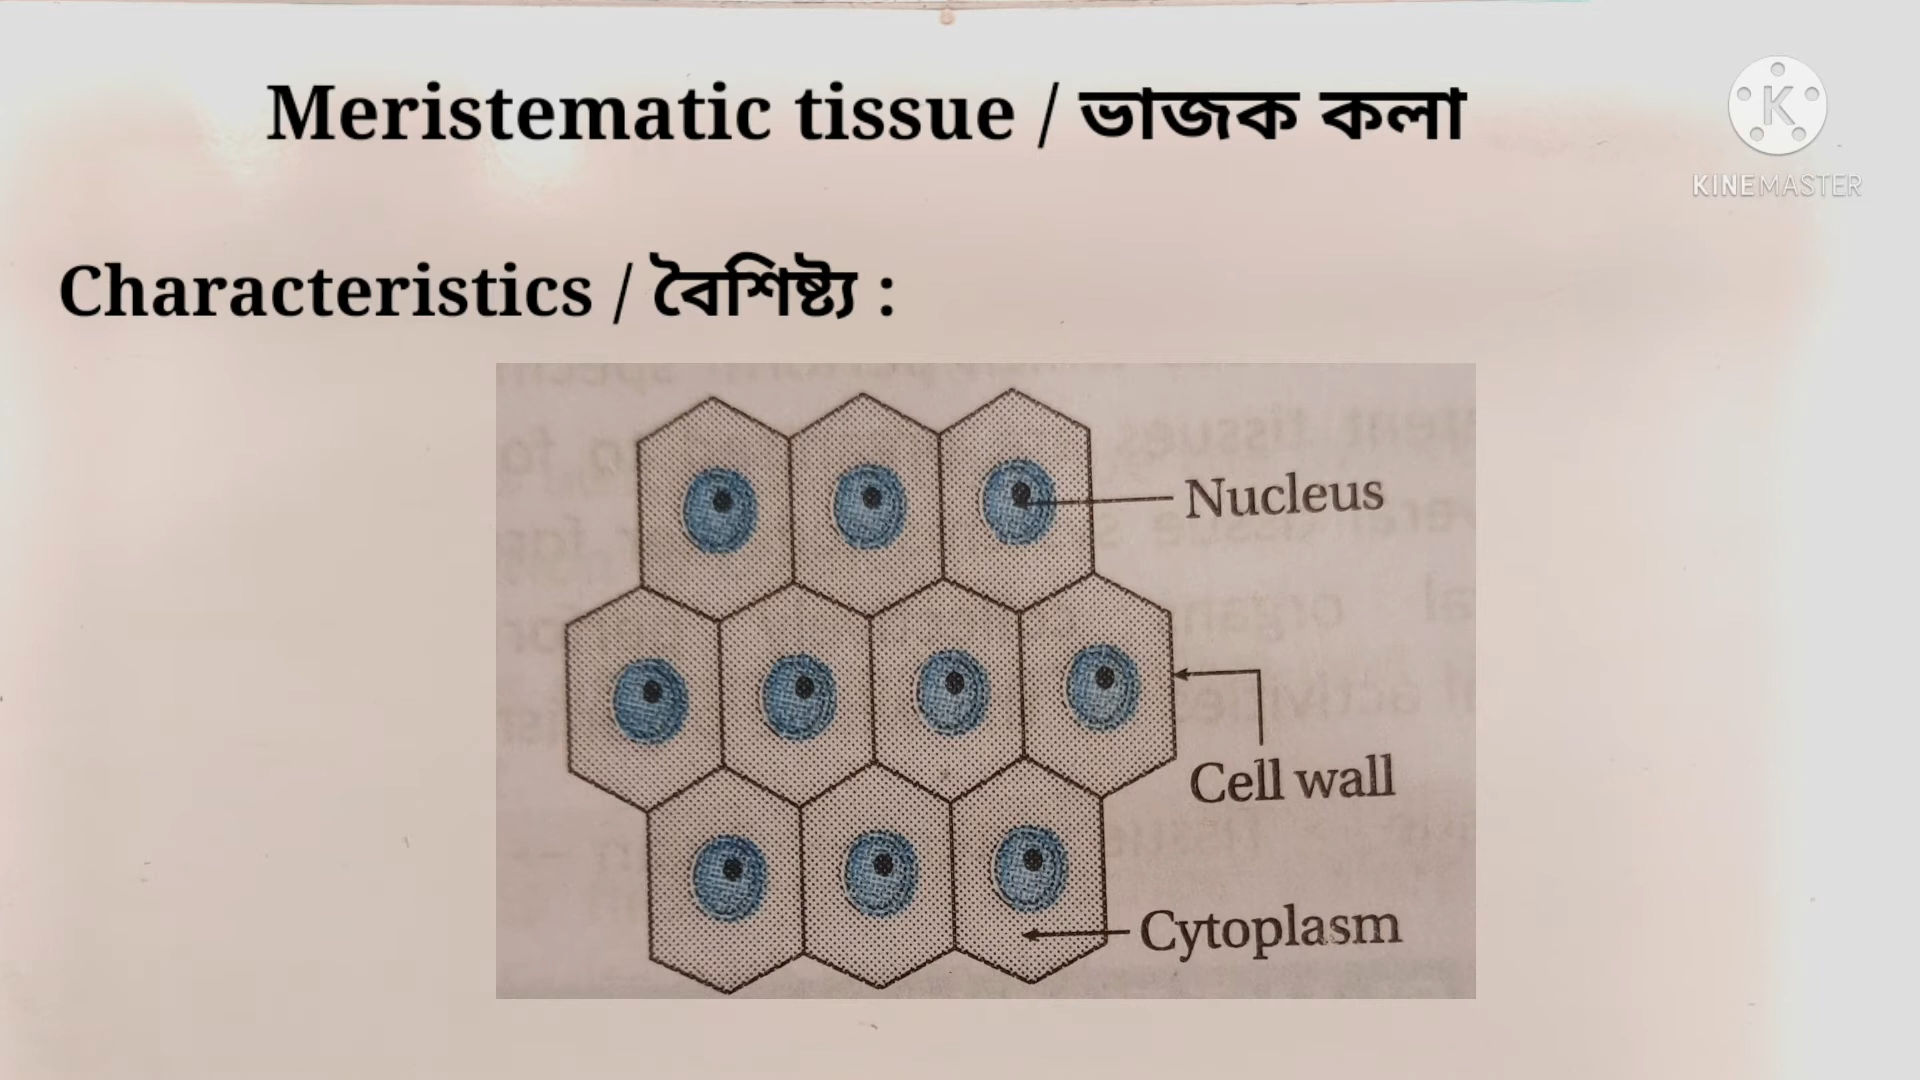 Meristematic tissue / ভাজক কলা
KINEMASTER
Characteristics / বৈশিষ্ট্য :
Nucleus
Cell wall
Cytoplasm